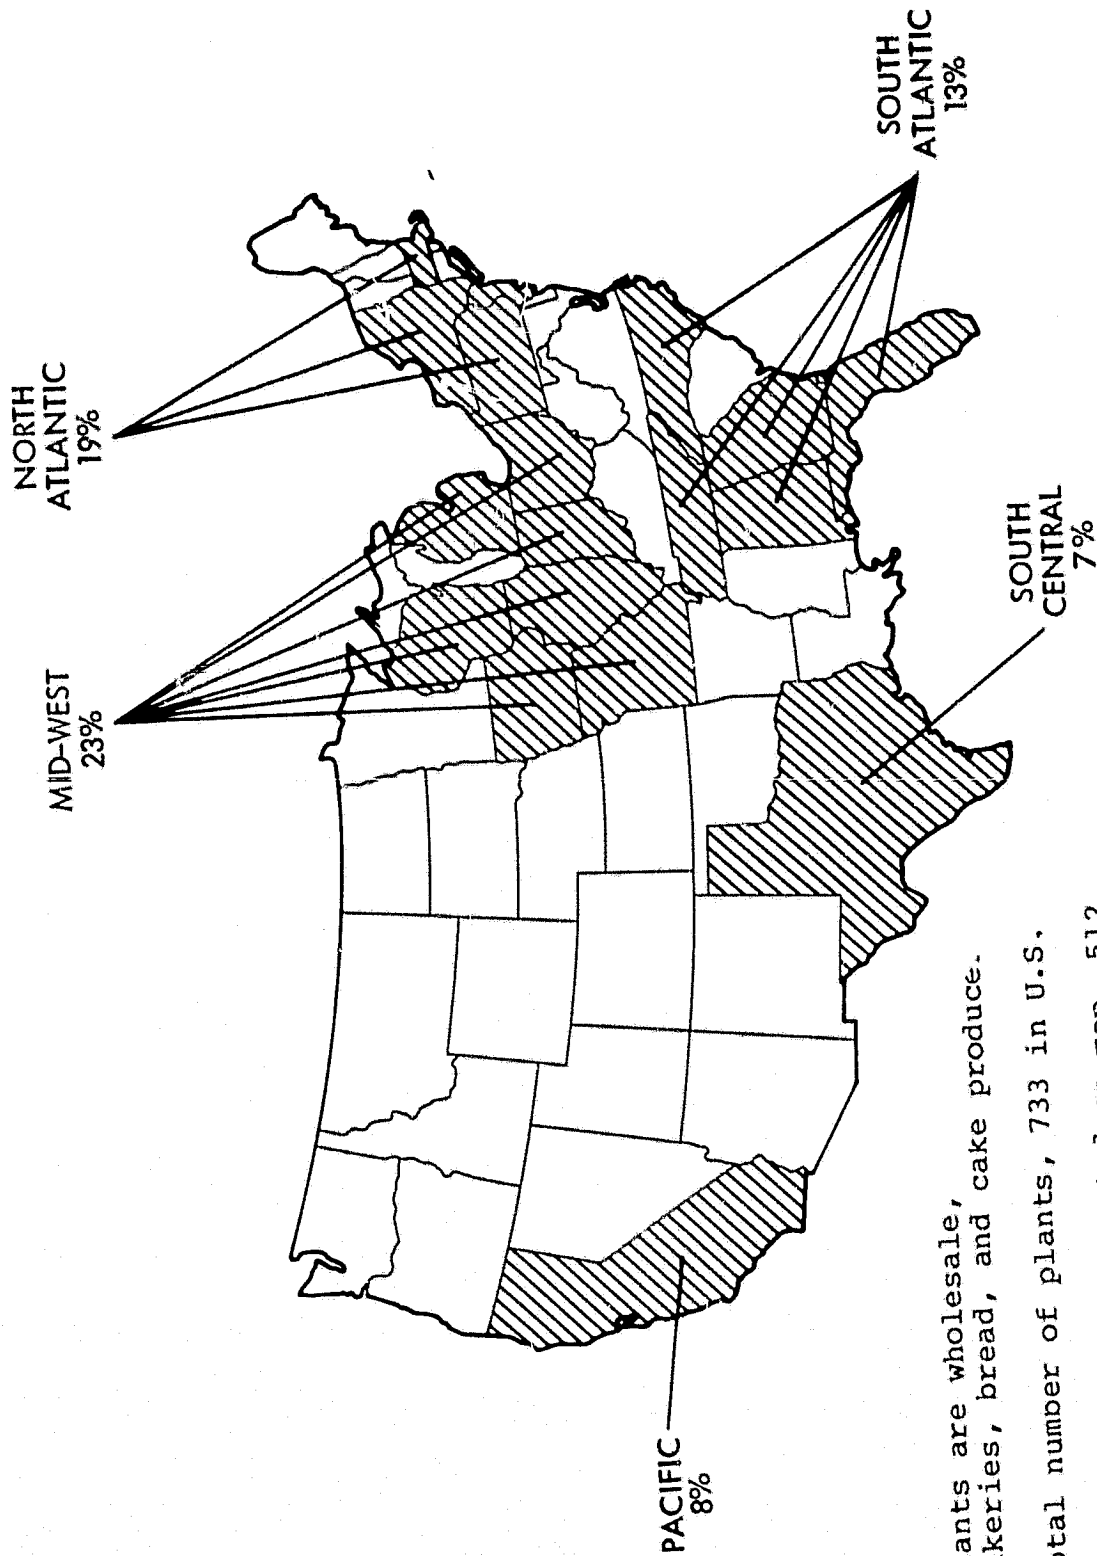 NORTH
ATLANTIC
19%
MID-WEST
23%
SOUTH
ATLANTIC
13%
SOUTH
CENTRAL
7%
PACIFIC
8%
ants are wholesale,
keries, bread, and cake produce.
otal number of plants, 733 in U.S.
512